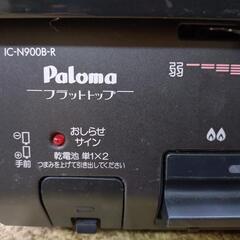 IC-N900B-R
Paloma
フラットトップ
弱
おしらせ
サイン
手前
乾電池 単1×2
つまみを上げて引き出してください